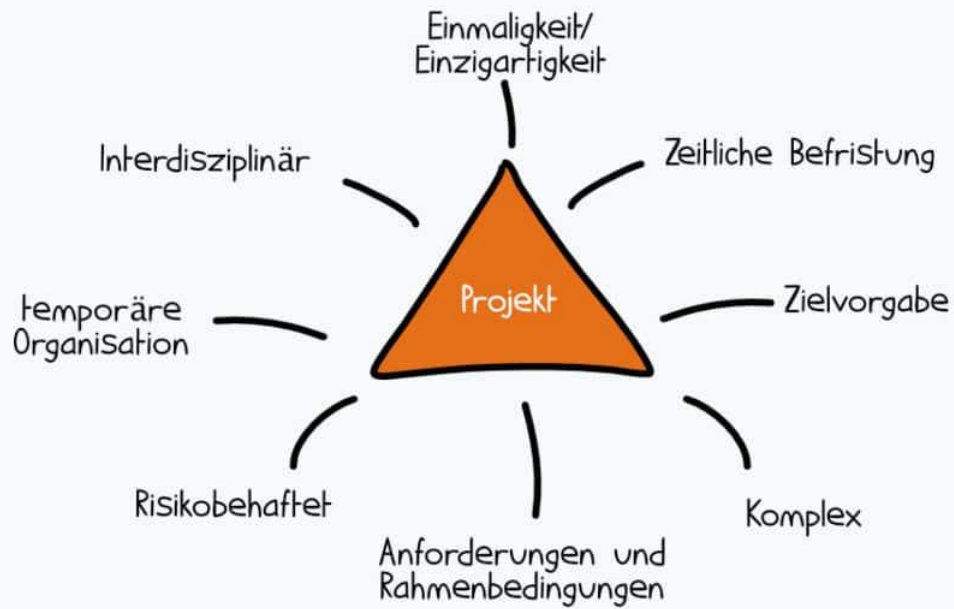 Einmaligkeit/
Einzigartigkeit
Interdisziplinär
Zeitliche Befristung
temporäre
Organisation
Projekt
Zielvorgabe
Risikobehaftet
Komplex
Anforderungen und
Rahmenbedingungen